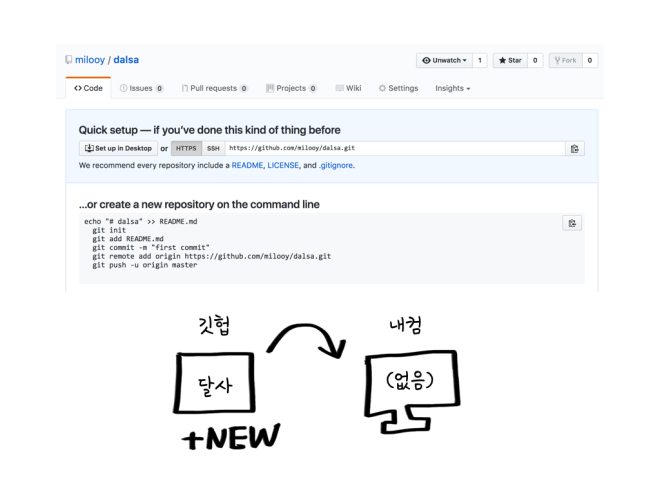 milooy / dalsa
Unwatch 1 Star 0 Fork 0
Code Issues 0 Pull requests 0 Projects 0 Wiki Settings Insights
Quick setup — if you've done this kind of thing before
Set up in Desktop or HTTPS SSH https://github.com/milooy/dalsa.git
We recommend every repository include a README, LICENSE, and .gitignore.
...or create a new repository on the command line
echo "# dalsa" >> README.md
git init
git add README.md
git commit -m "first commit"
git remote add origin https://github.com/milooy/dalsa.git
git push -u origin master
깃헙 내컴
달사 (없음)
+NEW